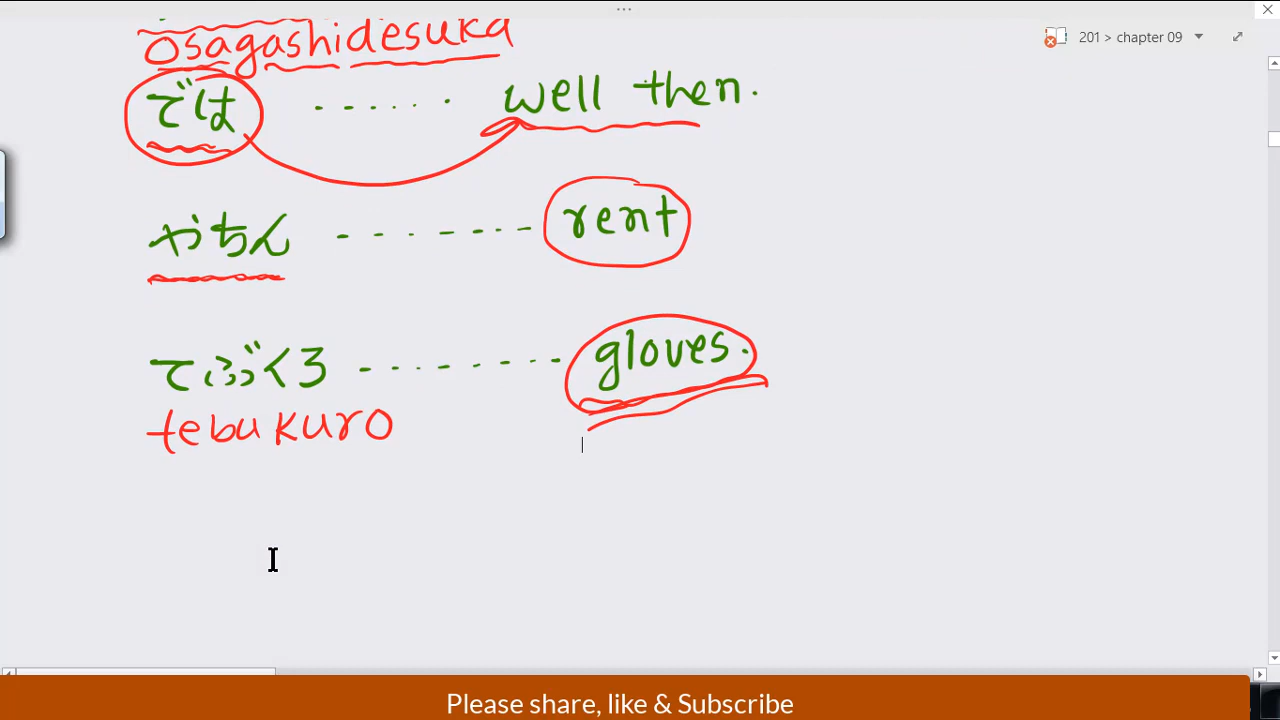 201 > chapter 09
osagashidesuka
では ...... well then.
やちん - - - - - - - - rent
てぶくろ - - - - - - - - gloves.
tebukuro
Please share, like & Subscribe